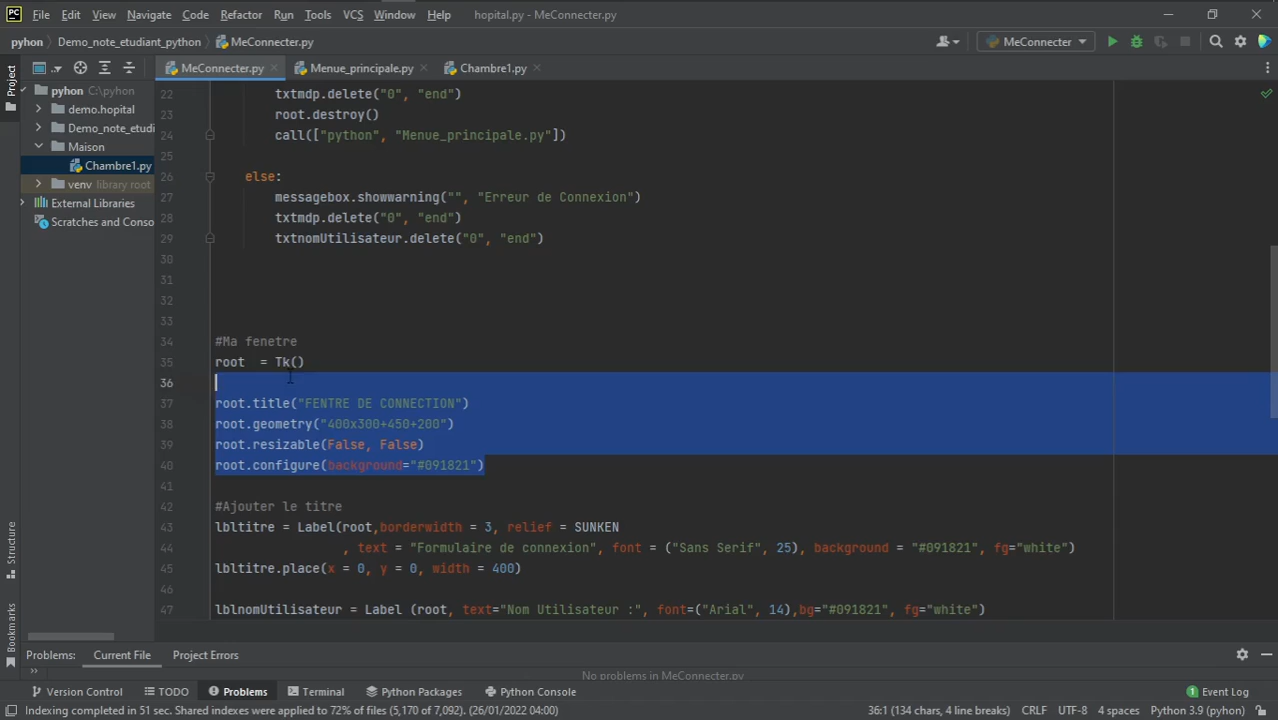 PC File Edit View Navigate Code Refactor Run Tools VCS Window Help hopital.py - MeConnecter.py
pyhon Demo_note_etudiant_python MeConnecter.py MeConnecter
Project MeConnecter.py Menue_principale.py Chambre1.py
pyhon C:\pyhon
demo.hopital
Demo_note_etudi
Maison
Chambre1.py
venv library root
External Libraries
Scratches and Conso
22 txtmdp.delete("0", "end")
23 root.destroy()
24 call(["python", "Menue_principale.py"])
25
26 else:
27 messagebox.showwarning("", "Erreur de Connexion")
28 txtmdp.delete("0", "end")
29 txtnomUtilisateur.delete("0", "end")
30
31
32
33
34 #Ma fenetre
35 root  = Tk()
36
37 root.title("FENTRE DE CONNECTION")
38 root.geometry("400x300+450+200")
39 root.resizable(False, False)
40 root.configure(background="#091821")
41
42 #Ajouter le titre
43 lbltitre = Label(root,borderwidth = 3, relief = SUNKEN
44 , text = "Formulaire de connexion", font = ("Sans Serif", 25), background = "#091821", fg="white")
45 lbltitre.place(x = 0, y = 0, width = 400)
46
47 lblnomUtilisateur = Label (root, text="Nom Utilisateur :", font=("Arial", 14),bg="#091821", fg="white")
Structure
Bookmarks
Problems: Current File Project Errors
No problems in MeConnecter.py
Version Control TODO Problems Terminal Python Packages Python Console 1 Event Log
Indexing completed in 51 sec. Shared indexes were applied to 72% of files (5,170 of 7,092). (26/01/2022 04:00) 36:1 (134 chars, 4 line breaks) CRLF UTF-8 4 spaces Python 3.9 (pyhon)